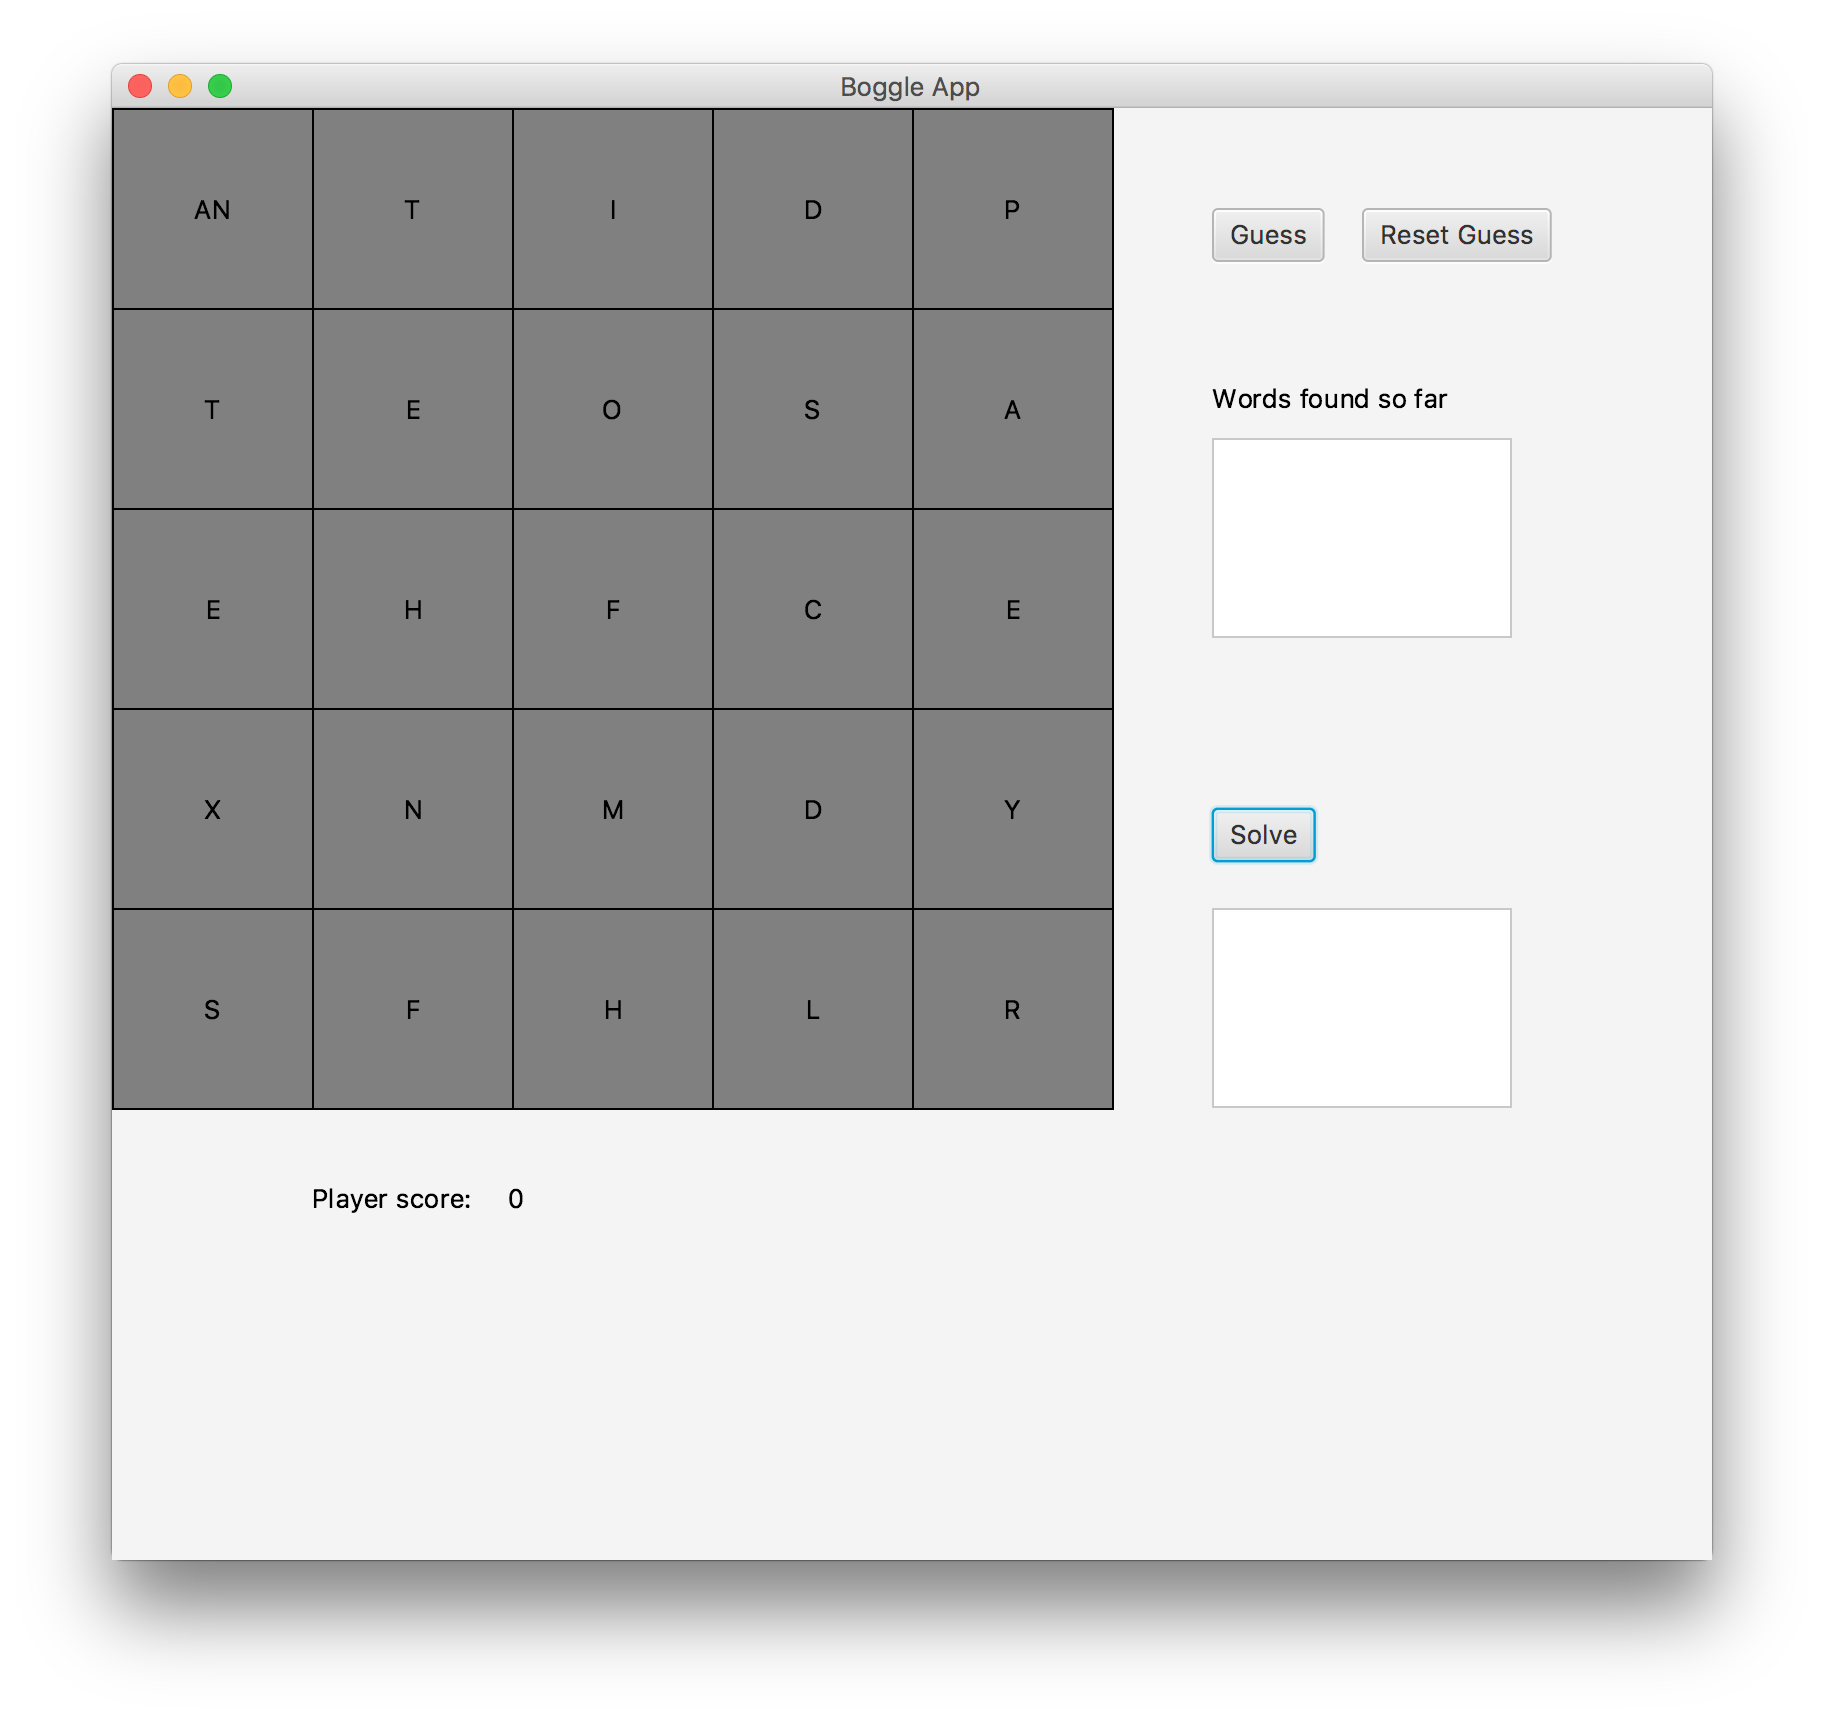 Boggle App
AN T I D P
Guess Reset Guess
T E O S A
Words found so far
E H F C E
X N M D Y
Solve
S F H L R
Player score: 0